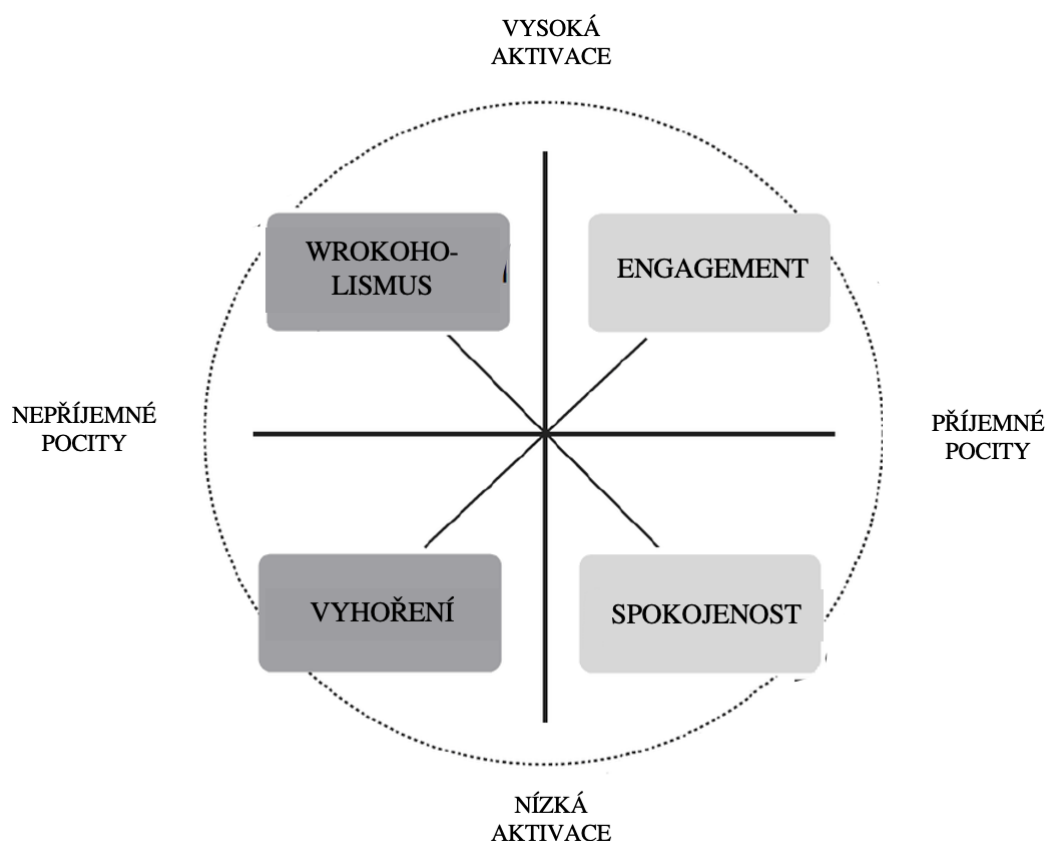 VYSOKÁ
AKTIVACE
WROKOHO-
LISMUS
ENGAGEMENT
NEPŘÍJEMNÉ
POCITY
PŘÍJEMNÉ
POCITY
VYHOŘENÍ
SPOKOJENOST
NÍZKÁ
AKTIVACE